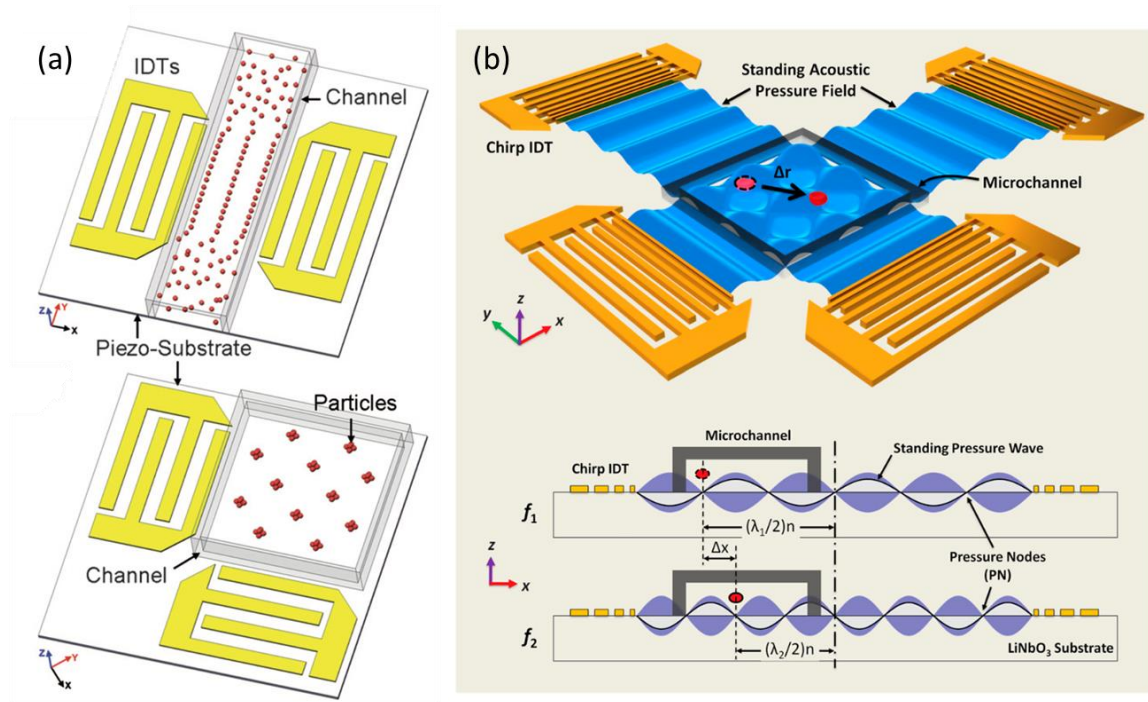 (a)
IDTs
Channel
Z
Y
X
Piezo-Substrate
Particles
Channel
Z
Y
X
(b)
Standing Acoustic
Pressure Field
Chirp IDT
Δr
Microchannel
z
y
x
Microchannel
Standing Pressure Wave
Chirp IDT
f₁
(λ₁/2)n
Δx
z
x
Pressure Nodes
(PN)
f₂
(λ₂/2)n
LiNbO₃ Substrate